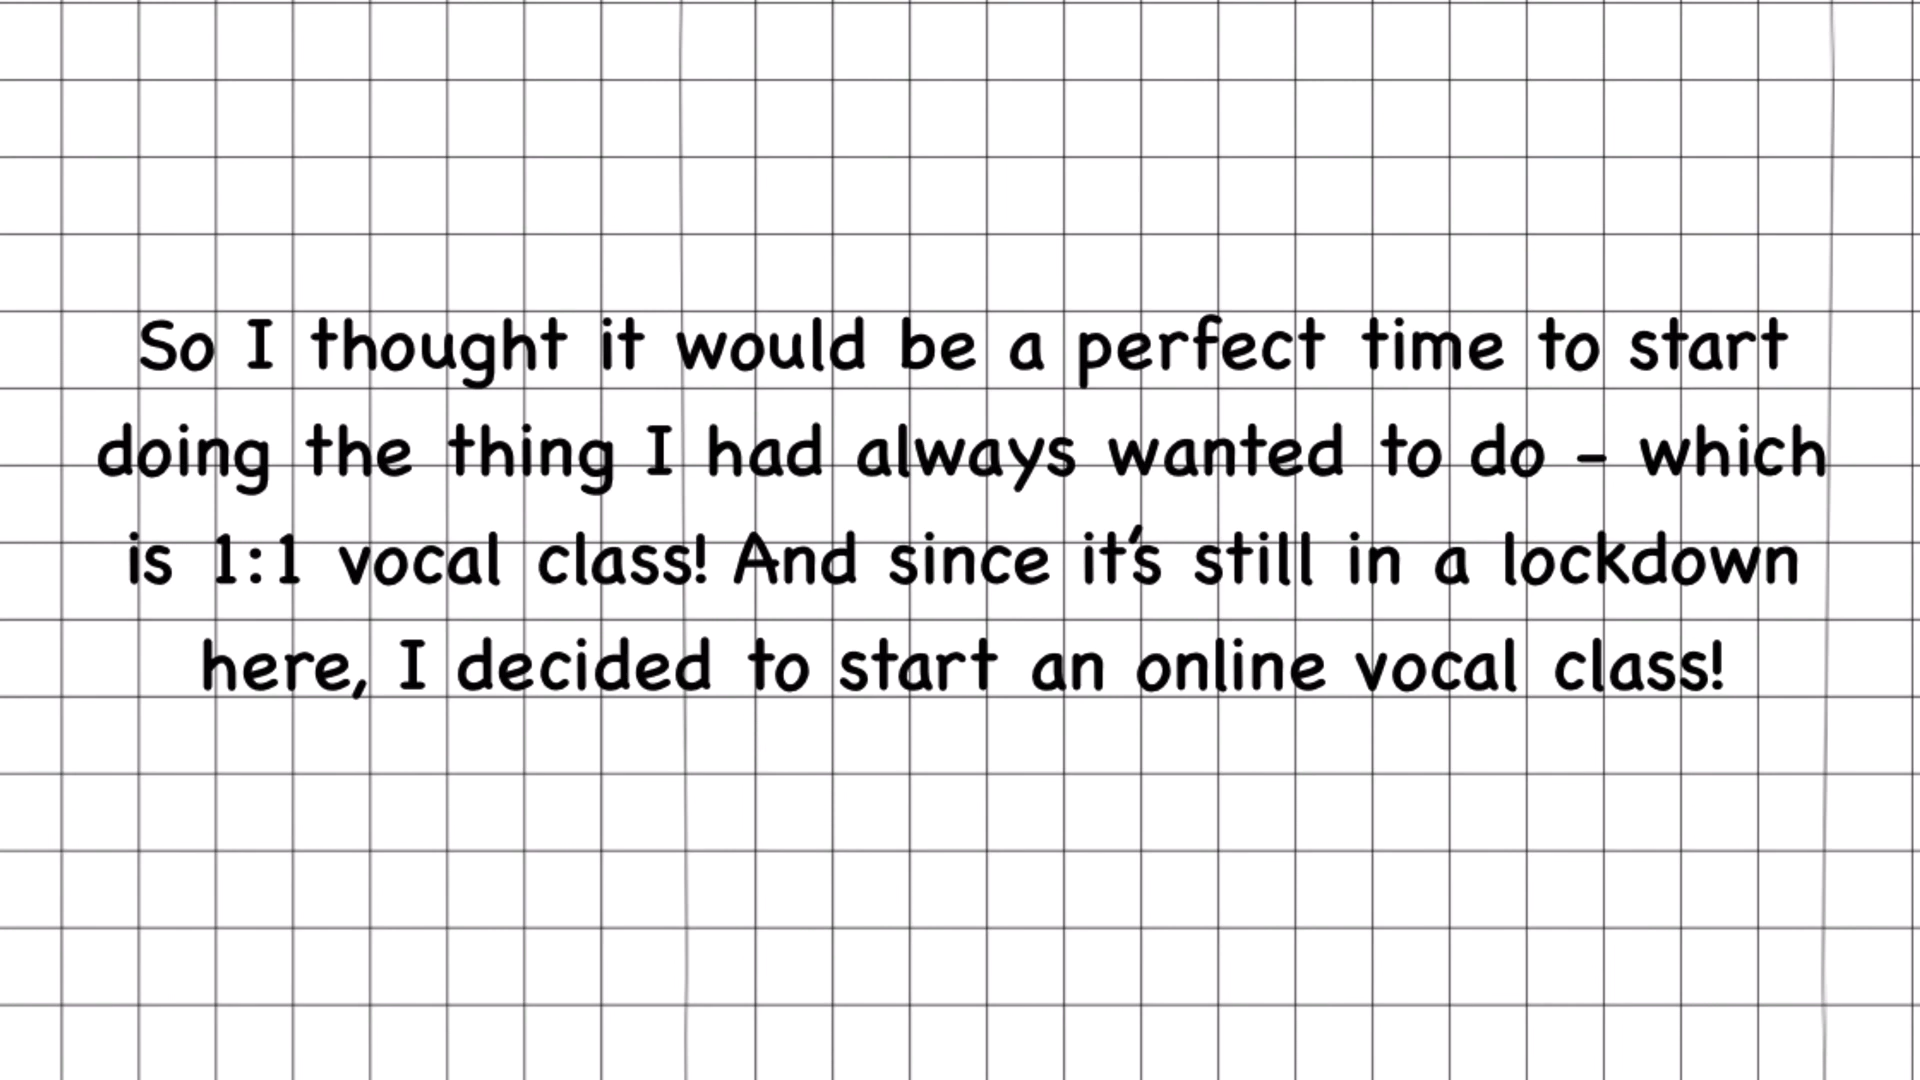 So I thought it would be a perfect time to start
doing the thing I had always wanted to do - which
is 1:1 vocal class! And since it's still in a lockdown
here, I decided to start an online vocal class!